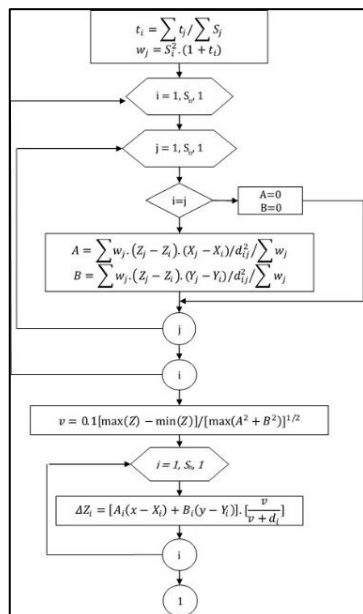 t_i = ∑ t_j / ∑ S_j
w_j = S_i^2.(1 + t_i)
i = 1, S_n, 1
j = 1, S_n, 1
i=j
A=0
B=0
A = ∑ w_j.(Z_j − Z_i).(X_j − X_i)/d_ij^2/∑ w_j
B = ∑ w_j.(Z_j − Z_i).(Y_j − Y_i)/d_ij^2/∑ w_j
j
i
v = 0.1[max(Z) − min(Z)]/[max(A^2 + B^2)]^1/2
i = 1, S_n, 1
ΔZ_i = [A_i(x − X_i) + B_i(y − Y_i)].[v/(v + d_i)]
i
1